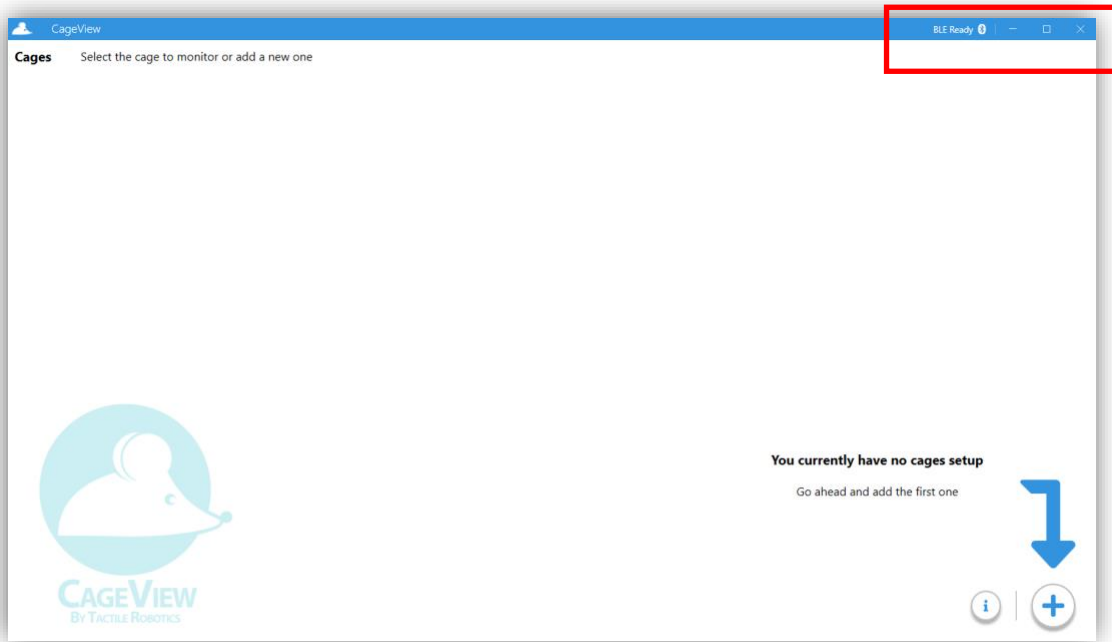 CageView
BLE Ready
Cages
Select the cage to monitor or add a new one
You currently have no cages setup
Go ahead and add the first one
CAGEVIEW
BY TACTILE ROBOTICS
i